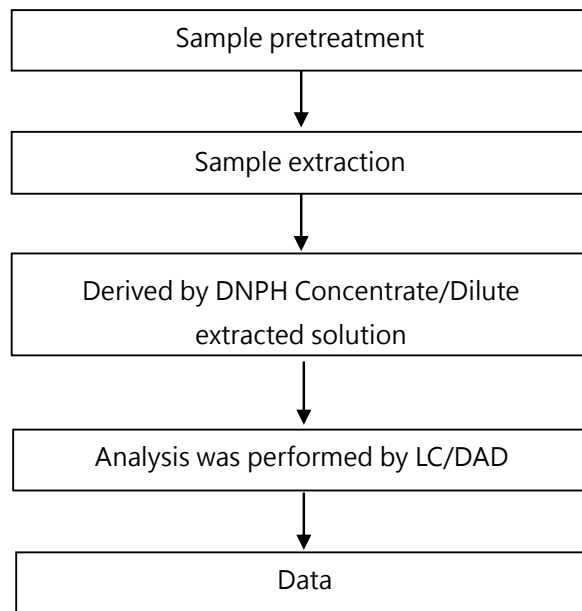 Sample pretreatment
Sample extraction
Derived by DNPH Concentrate/Dilute
extracted solution
Analysis was performed by LC/DAD
Data